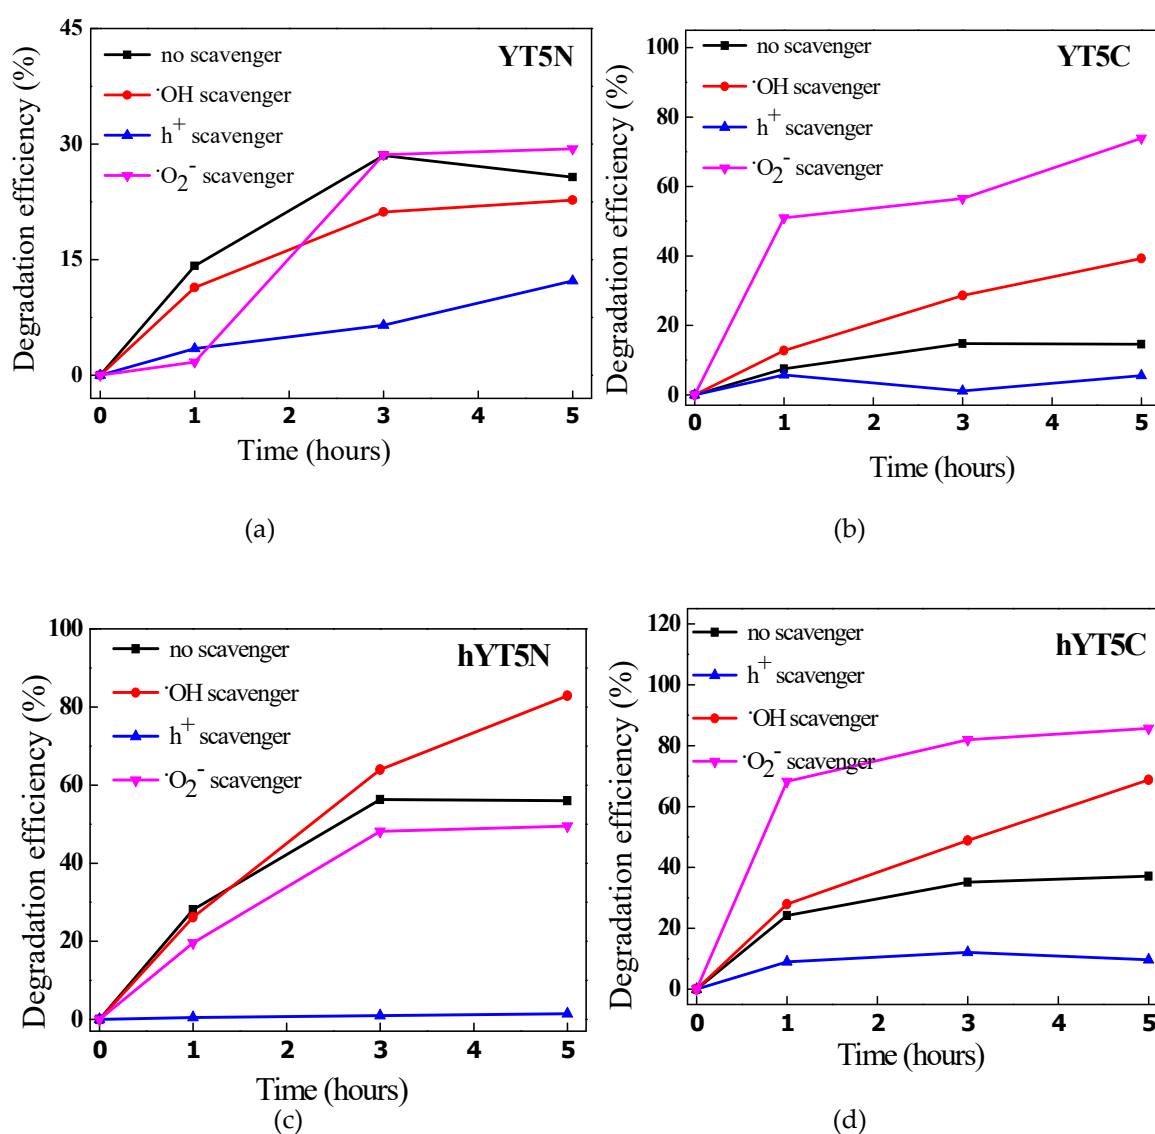 YT5N
no scavenger
·OH scavenger
h+ scavenger
·O2- scavenger
Degradation efficiency (%)
45
30
15
0
0 1 2 3 4 5
Time (hours)
(a)
YT5C
no scavenger
·OH scavenger
h+ scavenger
·O2- scavenger
Degradation efficiency (%)
100
80
60
40
20
0
0 1 2 3 4 5
Time (hours)
(b)
hYT5N
no scavenger
·OH scavenger
h+ scavenger
·O2- scavenger
Degradation efficiency (%)
100
80
60
40
20
0
0 1 2 3 4 5
Time (hours)
(c)
hYT5C
no scavenger
h+ scavenger
·OH scavenger
·O2- scavenger
Degradation efficiency (%)
120
100
80
60
40
20
0
0 1 2 3 4 5
Time (hours)
(d)